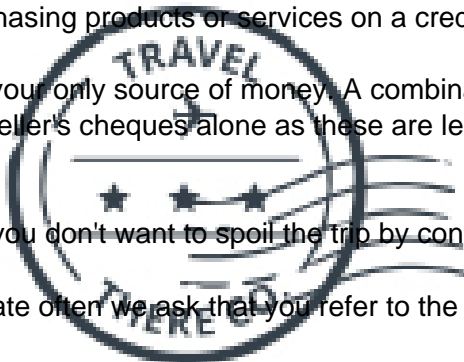 hasing products or services on a cred
TRAVEL
your only source of money. A combina
eller's cheques alone as these are le
you don't want to spoil the trip by con
ate often we ask that you refer to the
THERE CO.